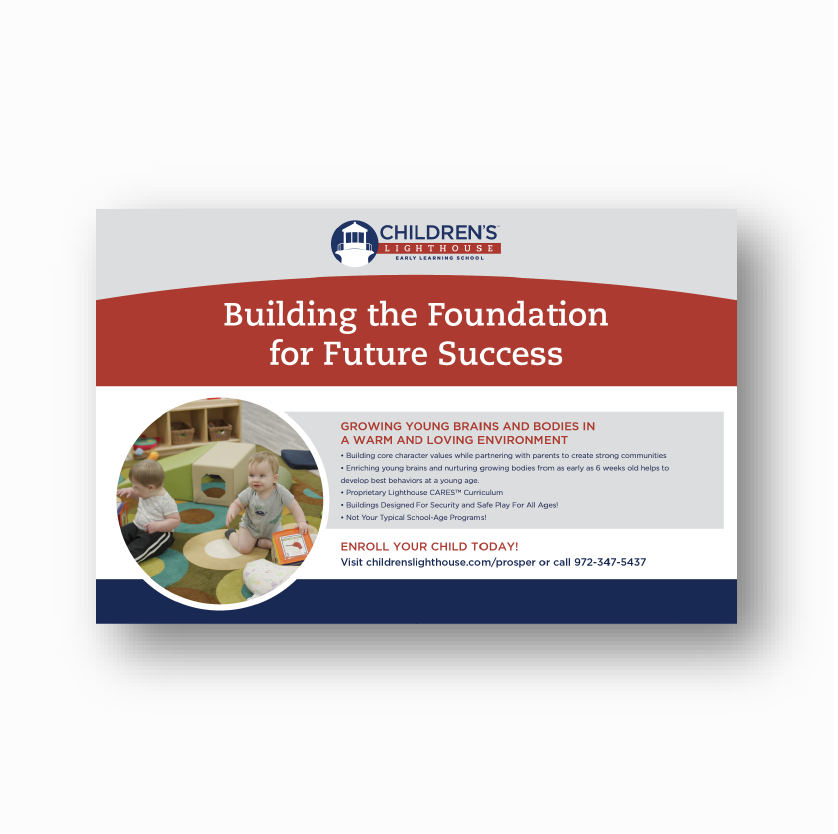 CHILDREN'S
LIGHTHOUSE
EARLY LEARNING SCHOOL
Building the Foundation
for Future Success
GROWING YOUNG BRAINS AND BODIES IN
A WARM AND LOVING ENVIRONMENT
• Building core character values while partnering with parents to create strong communities
• Enriching young brains and nurturing growing bodies from as early as 6 weeks old helps to
develop best behaviors at a young age.
• Proprietary Lighthouse CARES™ Curriculum
• Buildings Designed For Security and Safe Play For All Ages!
• Not Your Typical School-Age Programs!
ENROLL YOUR CHILD TODAY!
Visit childrenslighthouse.com/prosper or call 972-347-5437